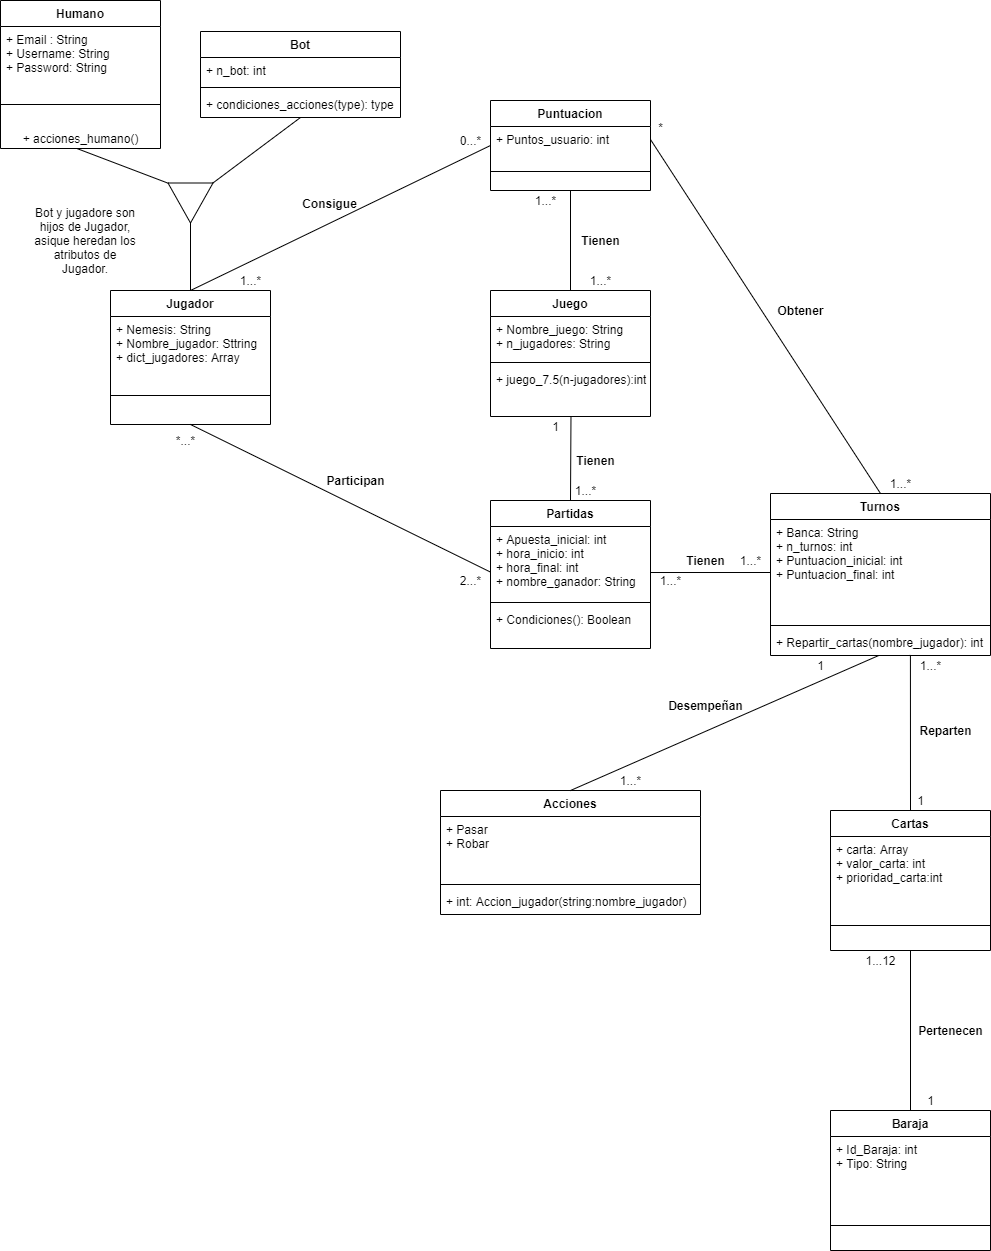 Humano
+ Email : String
+ Username: String
+ Password: String
+ acciones_humano()
Bot
+ n_bot: int
+ condiciones_acciones(type): type
Bot y jugadore son
hijos de Jugador,
asique heredan los
atributos de
Jugador.
Puntuacion
+ Puntos_usuario: int
0...*
*
Consigue
1...*
Tienen
1...*
1...*
Obtener
Jugador
+ Nemesis: String
+ Nombre_jugador: Sttring
+ dict_jugadores: Array
*...*
Juego
+ Nombre_juego: String
+ n_jugadores: String
+ juego_7.5(n-jugadores):int
1
Tienen
1...*
Participan
2...*
Partidas
+ Apuesta_inicial: int
+ hora_inicio: int
+ hora_final: int
+ nombre_ganador: String
+ Condiciones(): Boolean
Tienen
1...*
1...*
1...*
Turnos
+ Banca: String
+ n_turnos: int
+ Puntuacion_inicial: int
+ Puntuacion_final: int
+ Repartir_cartas(nombre_jugador): int
1
1...*
Desempeñan
Reparten
1...*
1
Acciones
+ Pasar
+ Robar
+ int: Accion_jugador(string:nombre_jugador)
Cartas
+ carta: Array
+ valor_carta: int
+ prioridad_carta:int
1...12
Pertenecen
1
Baraja
+ Id_Baraja: int
+ Tipo: String